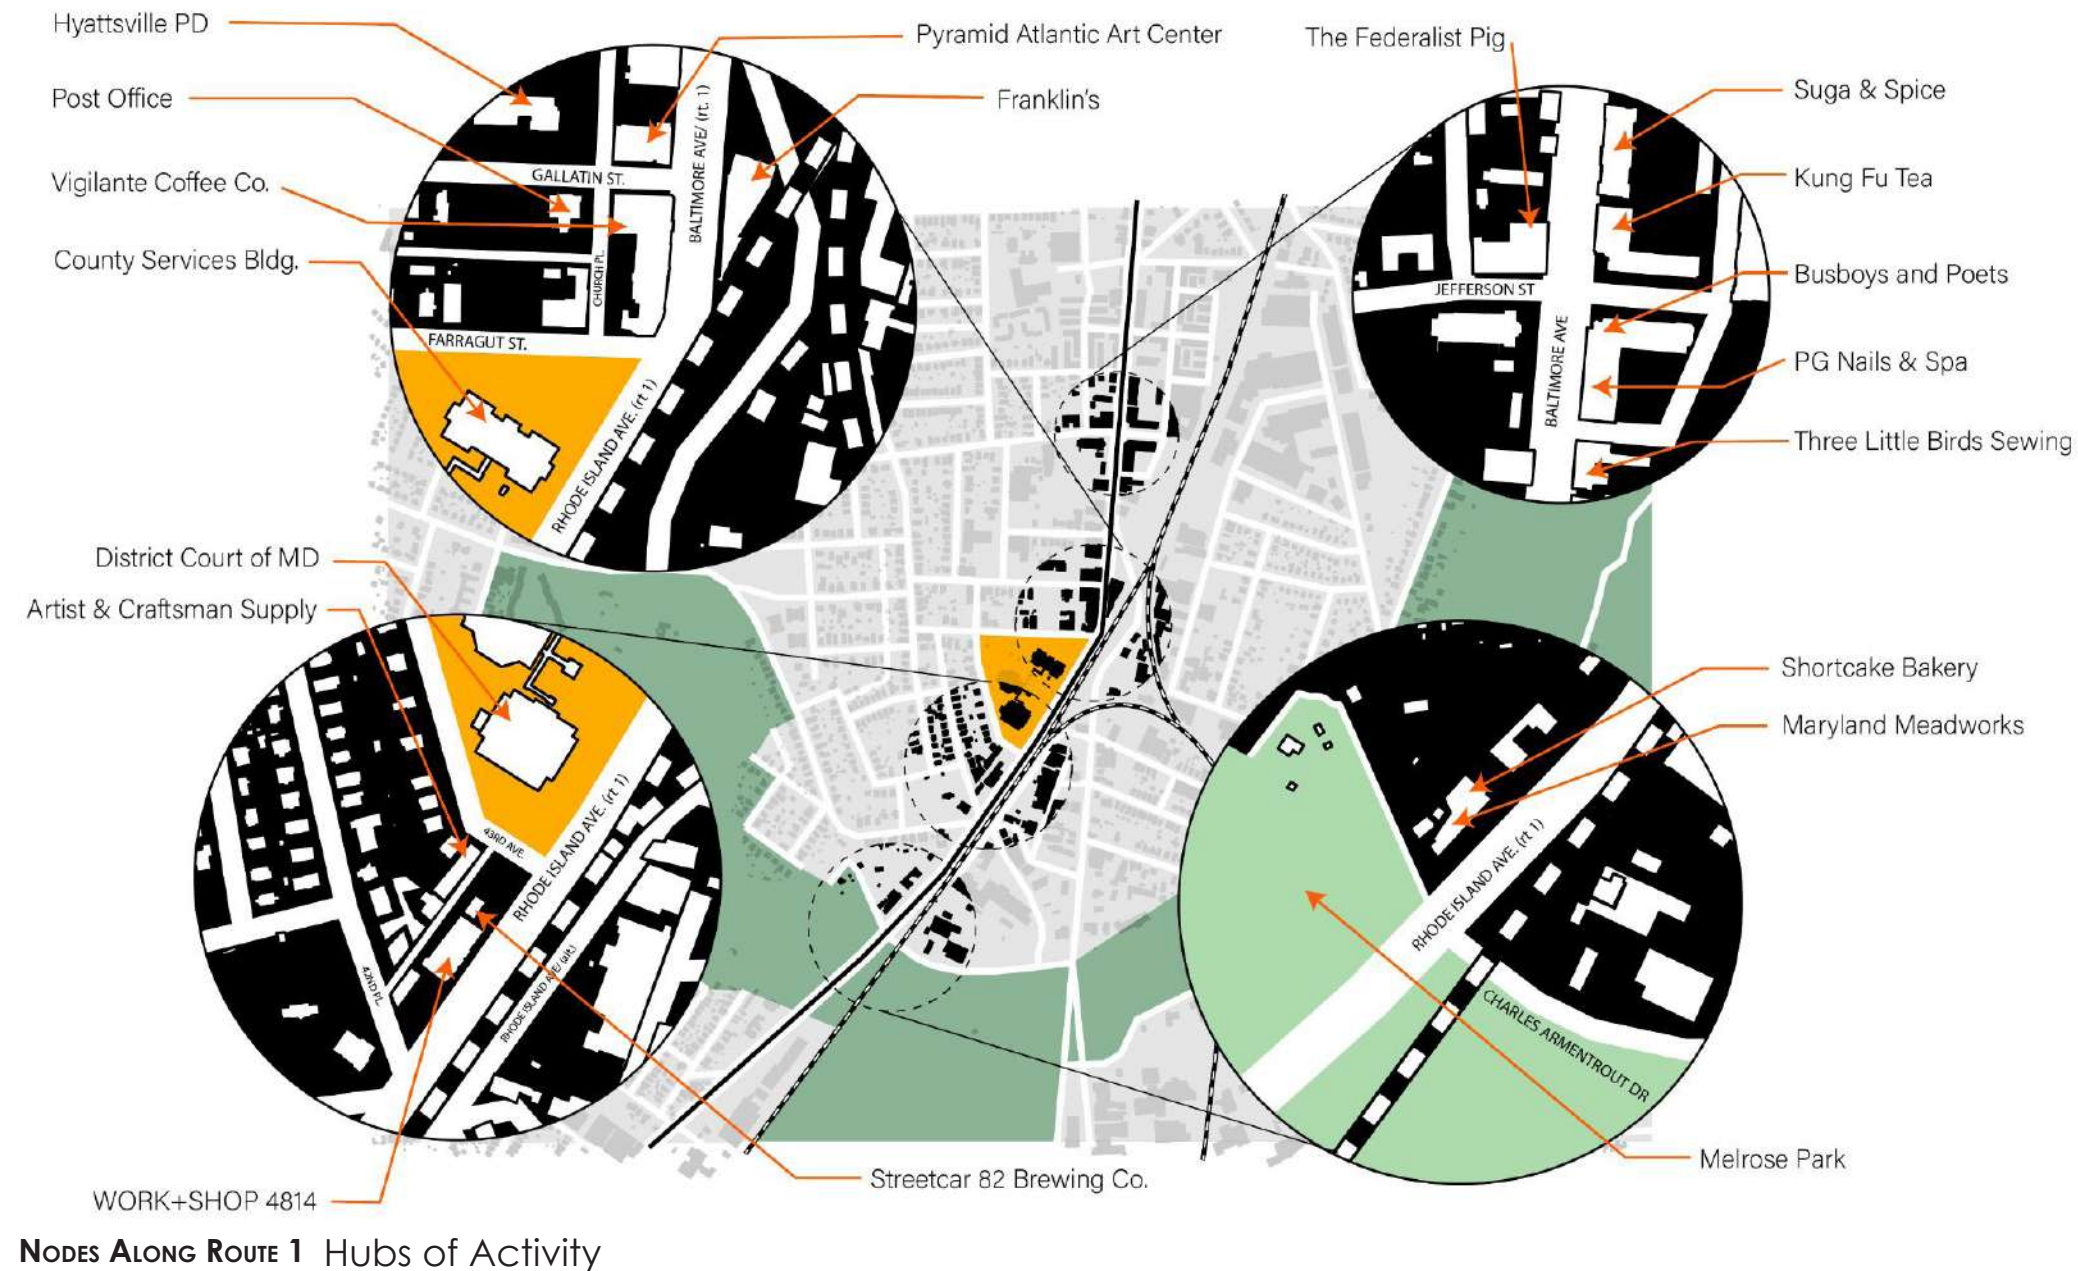 Hyattsville PD
Post Office
Vigilante Coffee Co.
County Services Bldg.
Pyramid Atlantic Art Center
Franklin's
GALLATIN ST.
BALTIMORE AVE/ (rt. 1)
CHURCH PL.
FARRAGUT ST.
RHODE ISLAND AVE. (rt 1)
The Federalist Pig
Suga & Spice
Kung Fu Tea
Busboys and Poets
PG Nails & Spa
Three Little Birds Sewing
JEFFERSON ST
BALTIMORE AVE
District Court of MD
Artist & Craftsman Supply
43RD AVE.
RHODE ISLAND AVE. (rt 1)
RHODE ISLAND AVE/ (alt.)
42ND PL.
WORK+SHOP 4814
Streetcar 82 Brewing Co.
Shortcake Bakery
Maryland Meadworks
RHODE ISLAND AVE. (rt 1)
CHARLES ARMENTROUT DR
Melrose Park
NODES ALONG ROUTE 1 Hubs of Activity